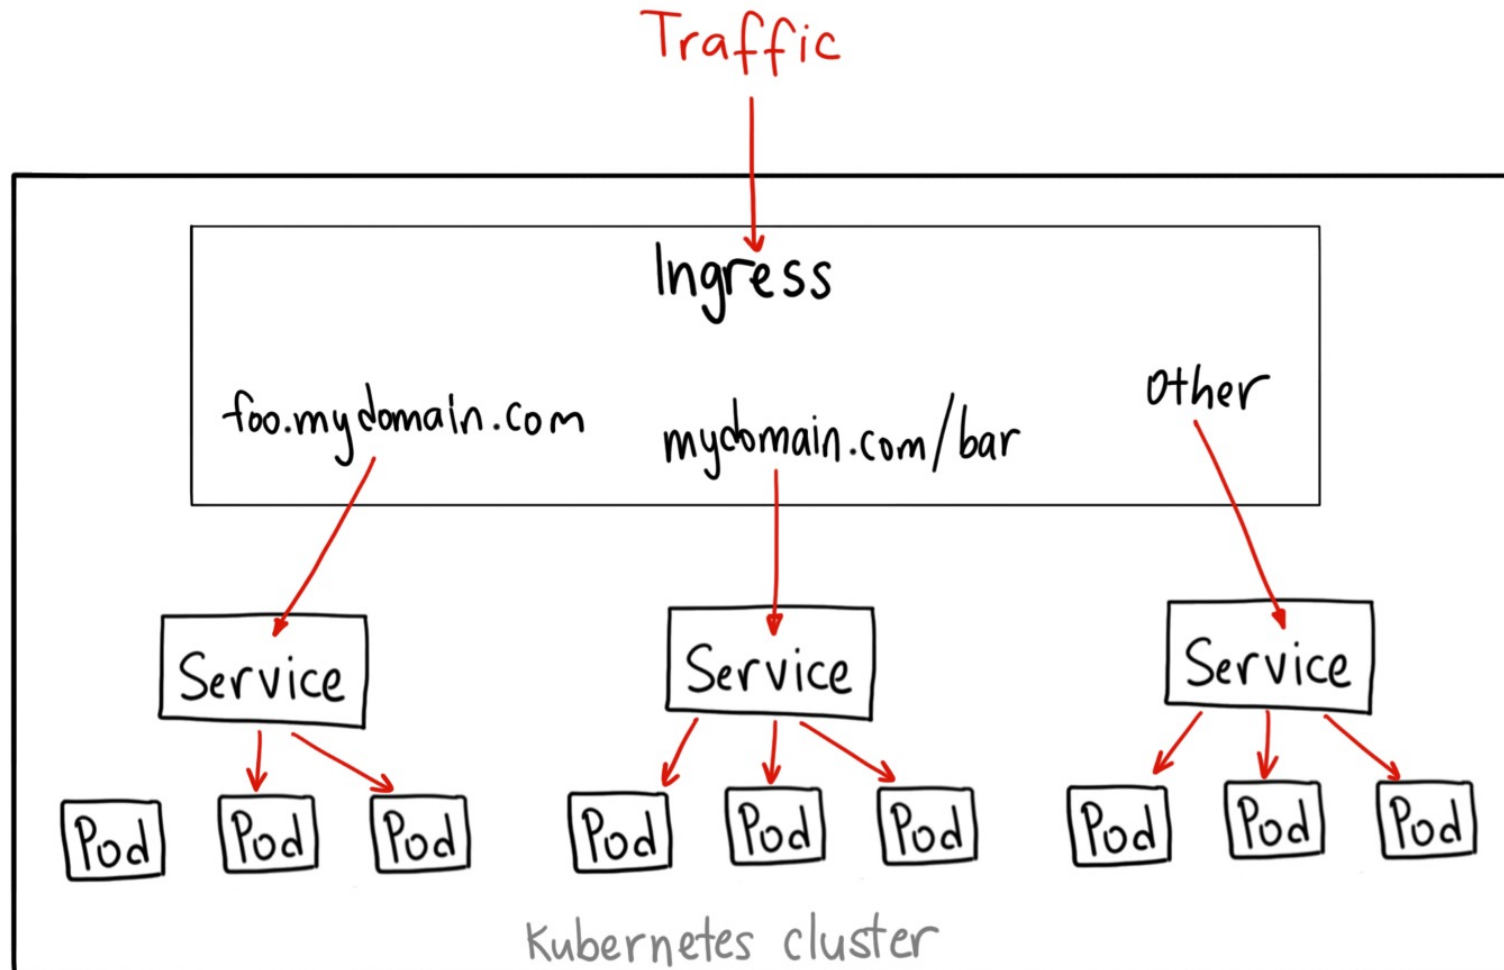 Traffic
Ingress
foo.mydomain.com
mydomain.com/bar
other
Service
Service
Service
Pod
Pod
Pod
Pod
Pod
Pod
Pod
Pod
Pod
Kubernetes cluster